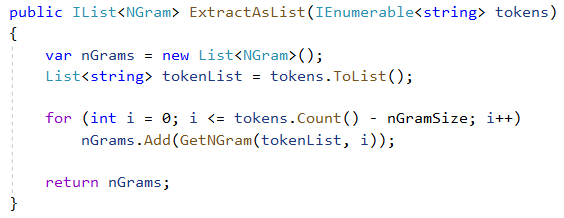 public IList<NGram> ExtractAsList(IEnumerable<string> tokens)
{
    var nGrams = new List<NGram>();
    List<string> tokenList = tokens.ToList();

    for (int i = 0; i <= tokens.Count() - nGramSize; i++)
        nGrams.Add(GetNGram(tokenList, i));

    return nGrams;
}